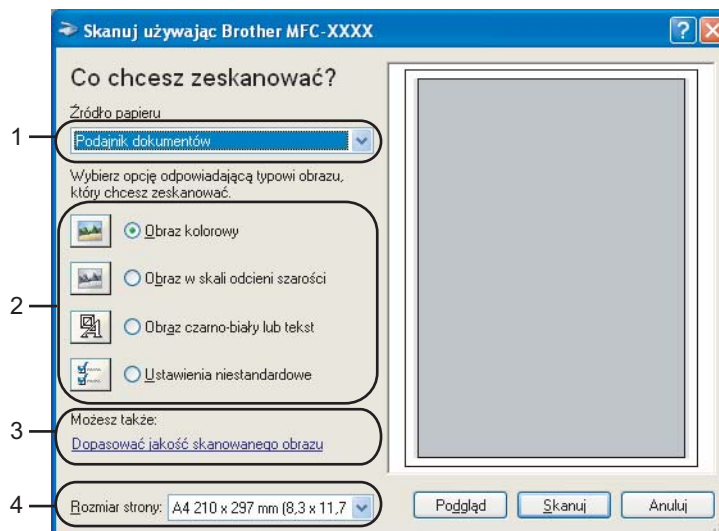 Skanuj używając Brother MFC-XXXX
Co chcesz zeskanować?
Źródło papieru
1
Podajnik dokumentów
Wybierz opcję odpowiadającą typowi obrazu,
który chcesz zeskanować.
Obraz kolorowy
Obraz w skali odcieni szarości
2
Obraz czarno-biały lub tekst
Ustawienia niestandardowe
Możesz także:
3
Dopasować jakość skanowanego obrazu
4
Rozmiar strony: A4 210 x 297 mm (8,3 x 11,7
Podgląd Skanuj Anuluj